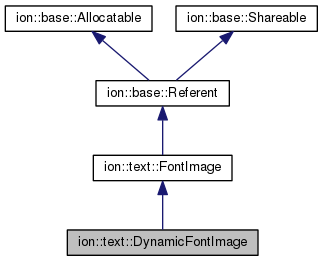 ion::base::Allocatable
ion::base::Shareable
ion::base::Referent
ion::text::FontImage
ion::text::DynamicFontImage